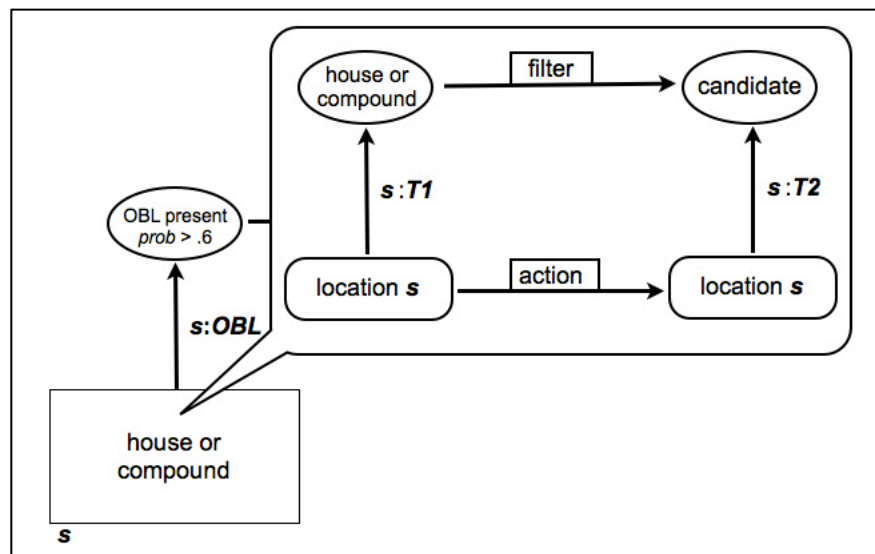 house or
compound
filter
candidate
s:T1
s:T2
OBL present
prob > .6
location s
action
location s
s:OBL
house or
compound
s